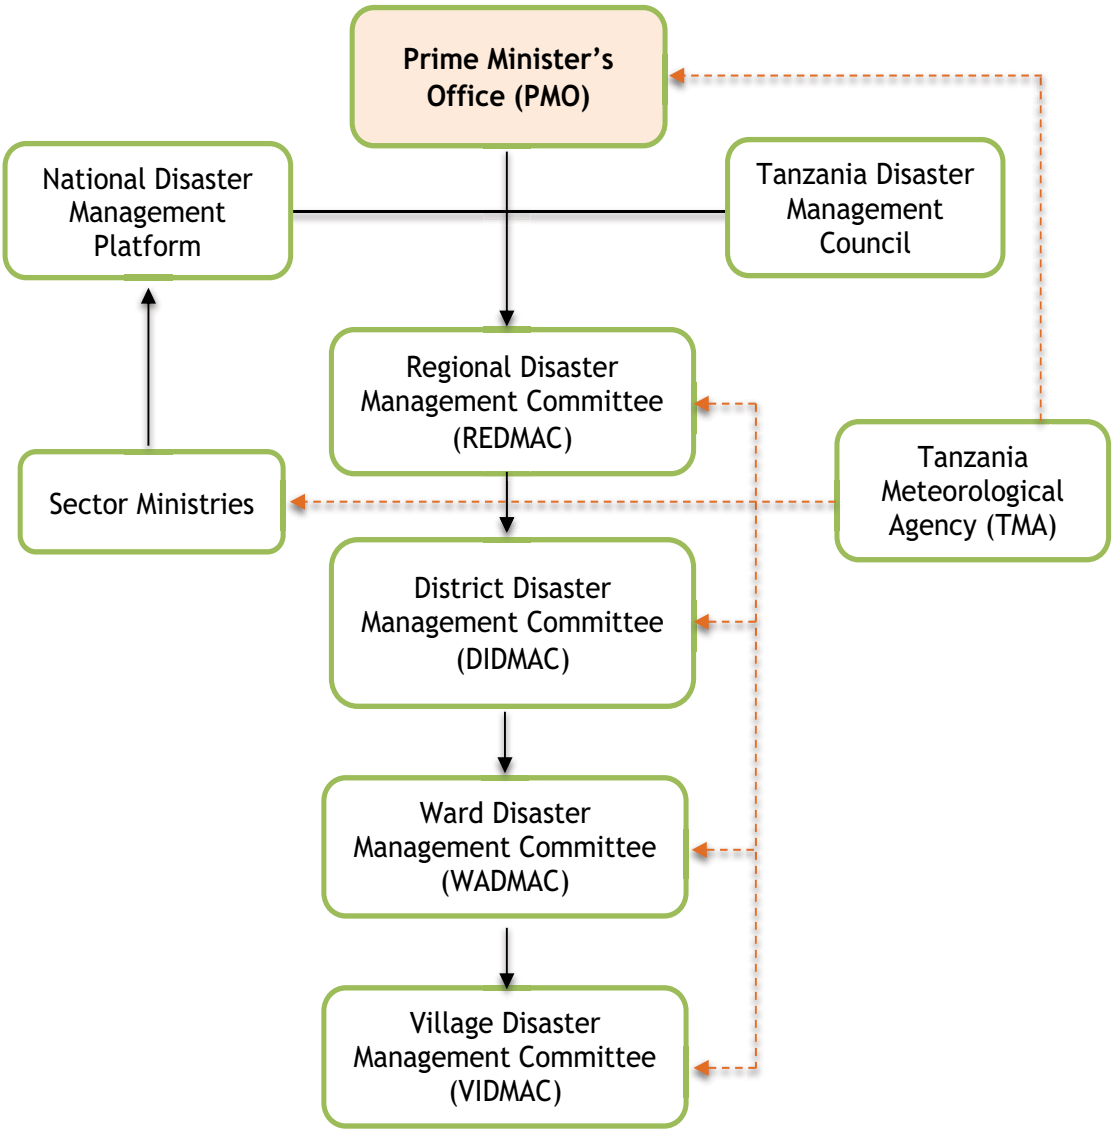 Prime Minister’s
Office (PMO)
National Disaster
Management
Platform
Tanzania Disaster
Management
Council
Regional Disaster
Management Committee
(REDMAC)
Sector Ministries
Tanzania
Meteorological
Agency (TMA)
District Disaster
Management Committee
(DIDMAC)
Ward Disaster
Management Committee
(WADMAC)
Village Disaster
Management Committee
(VIDMAC)